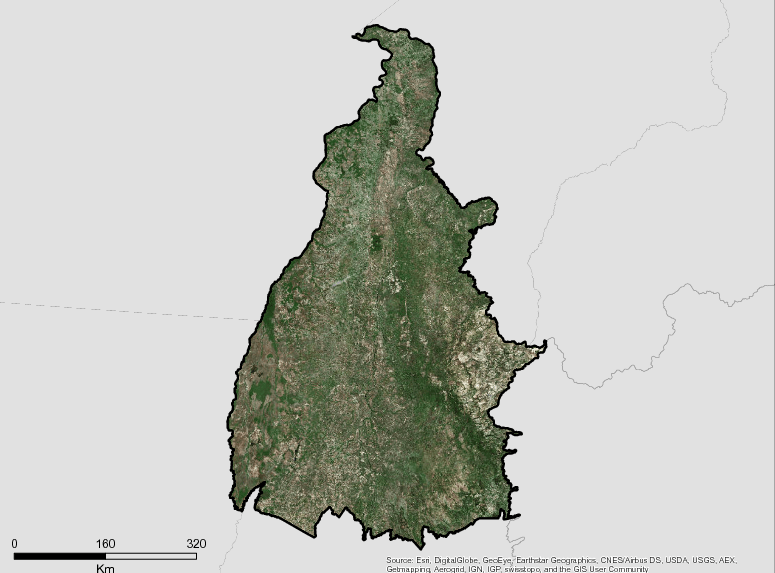 0 160 320
Km
Source: Esri, DigitalGlobe, GeoEye, Earthstar Geographics, CNES/Airbus DS, USDA, USGS, AEX,
Getmapping, Aerogrid, IGN, IGP, swisstopo, and the GIS User Community